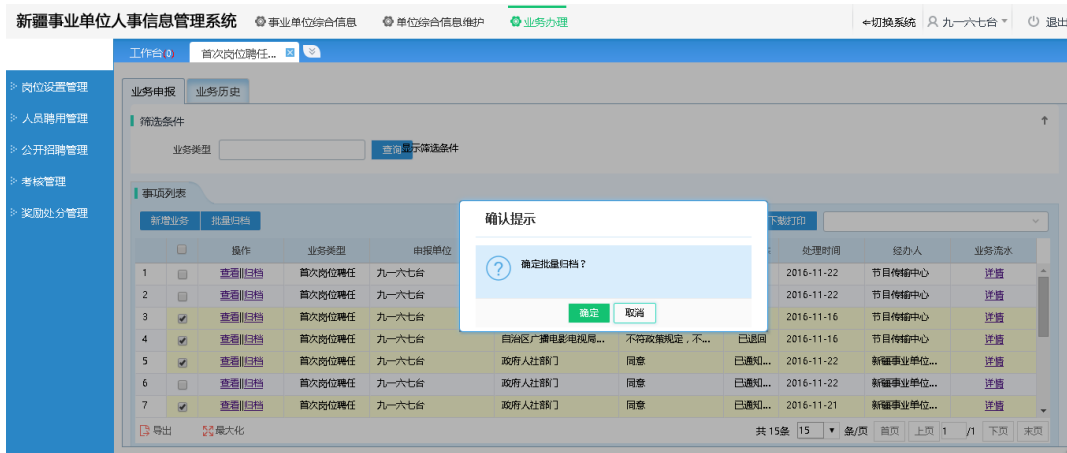 新疆事业单位人事信息管理系统 事业单位综合信息 单位综合信息维护 业务办理 切换系统 九一六七台 退出
工作台(0) 首次岗位聘任...
岗位设置管理
人员聘用管理
公开招聘管理
考核管理
奖励处分管理
业务申报 业务历史
筛选条件
业务类型 查询 显示筛选条件
事项列表
新增业务 批量归档 下载打印
操作 业务类型 申报单位 处理时间 经办人 业务流水
1 查看||归档 首次岗位聘任 九一六七台 2016-11-22 节目传输中心 详情
2 查看||归档 首次岗位聘任 九一六七台 2016-11-22 节目传输中心 详情
3 查看||归档 首次岗位聘任 九一六七台 2016-11-16 节目传输中心 详情
4 查看||归档 首次岗位聘任 九一六七台 自治区广播电影电视局... 不符政策规定，不... 已退回 2016-11-16 节目传输中心 详情
5 查看||归档 首次岗位聘任 九一六七台 政府人社部门 同意 已通知... 2016-11-22 新疆事业单位... 详情
6 查看||归档 首次岗位聘任 九一六七台 政府人社部门 同意 已通知... 2016-11-22 新疆事业单位... 详情
7 查看||归档 首次岗位聘任 九一六七台 政府人社部门 同意 已通知... 2016-11-21 新疆事业单位... 详情
导出 最大化 共15条 15 条/页 首页 上页 1 /1 下页 末页
确认提示
确定批量归档？
确定 取消